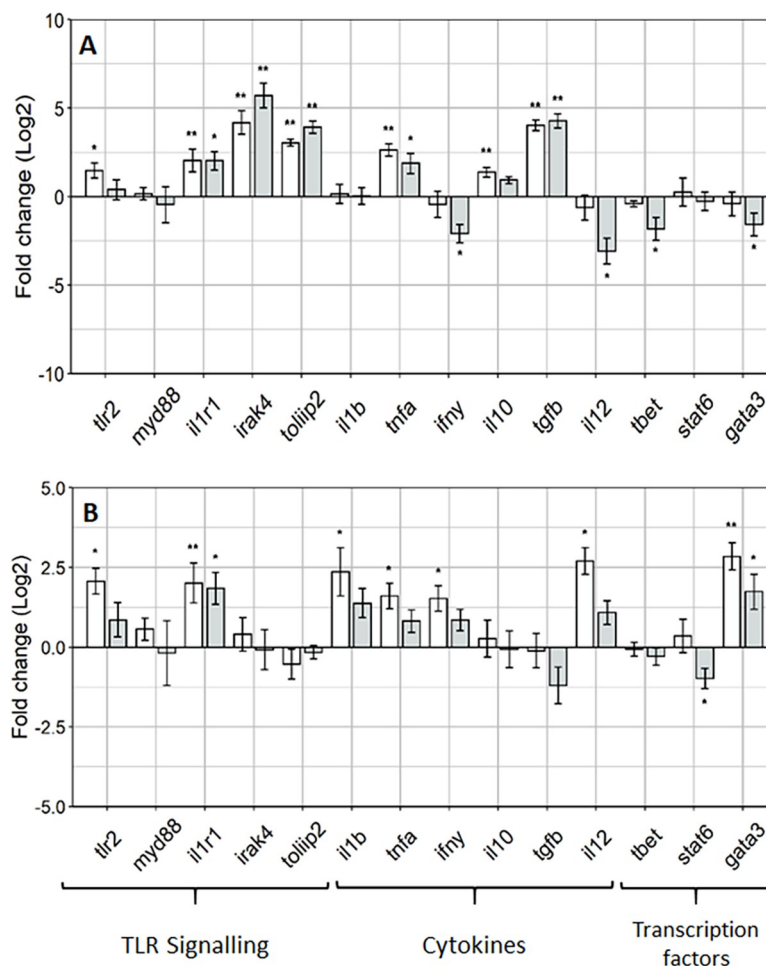 A
Fold change (Log2)
10
5
0
-5
-10
* ** * ** ** ** ** ** * * ** ** ** * * *
tlr2 myd88 il1r1 irak4 toliip2 il1b tnfa ifny il10 tgfb il12 tbet stat6 gata3
B
Fold change (Log2)
5.0
2.5
0.0
-2.5
-5.0
* ** * * * * * * ** *
tlr2 myd88 il1r1 irak4 toliip2 il1b tnfa ifny il10 tgfb il12 tbet stat6 gata3
TLR Signalling Cytokines Transcription
factors